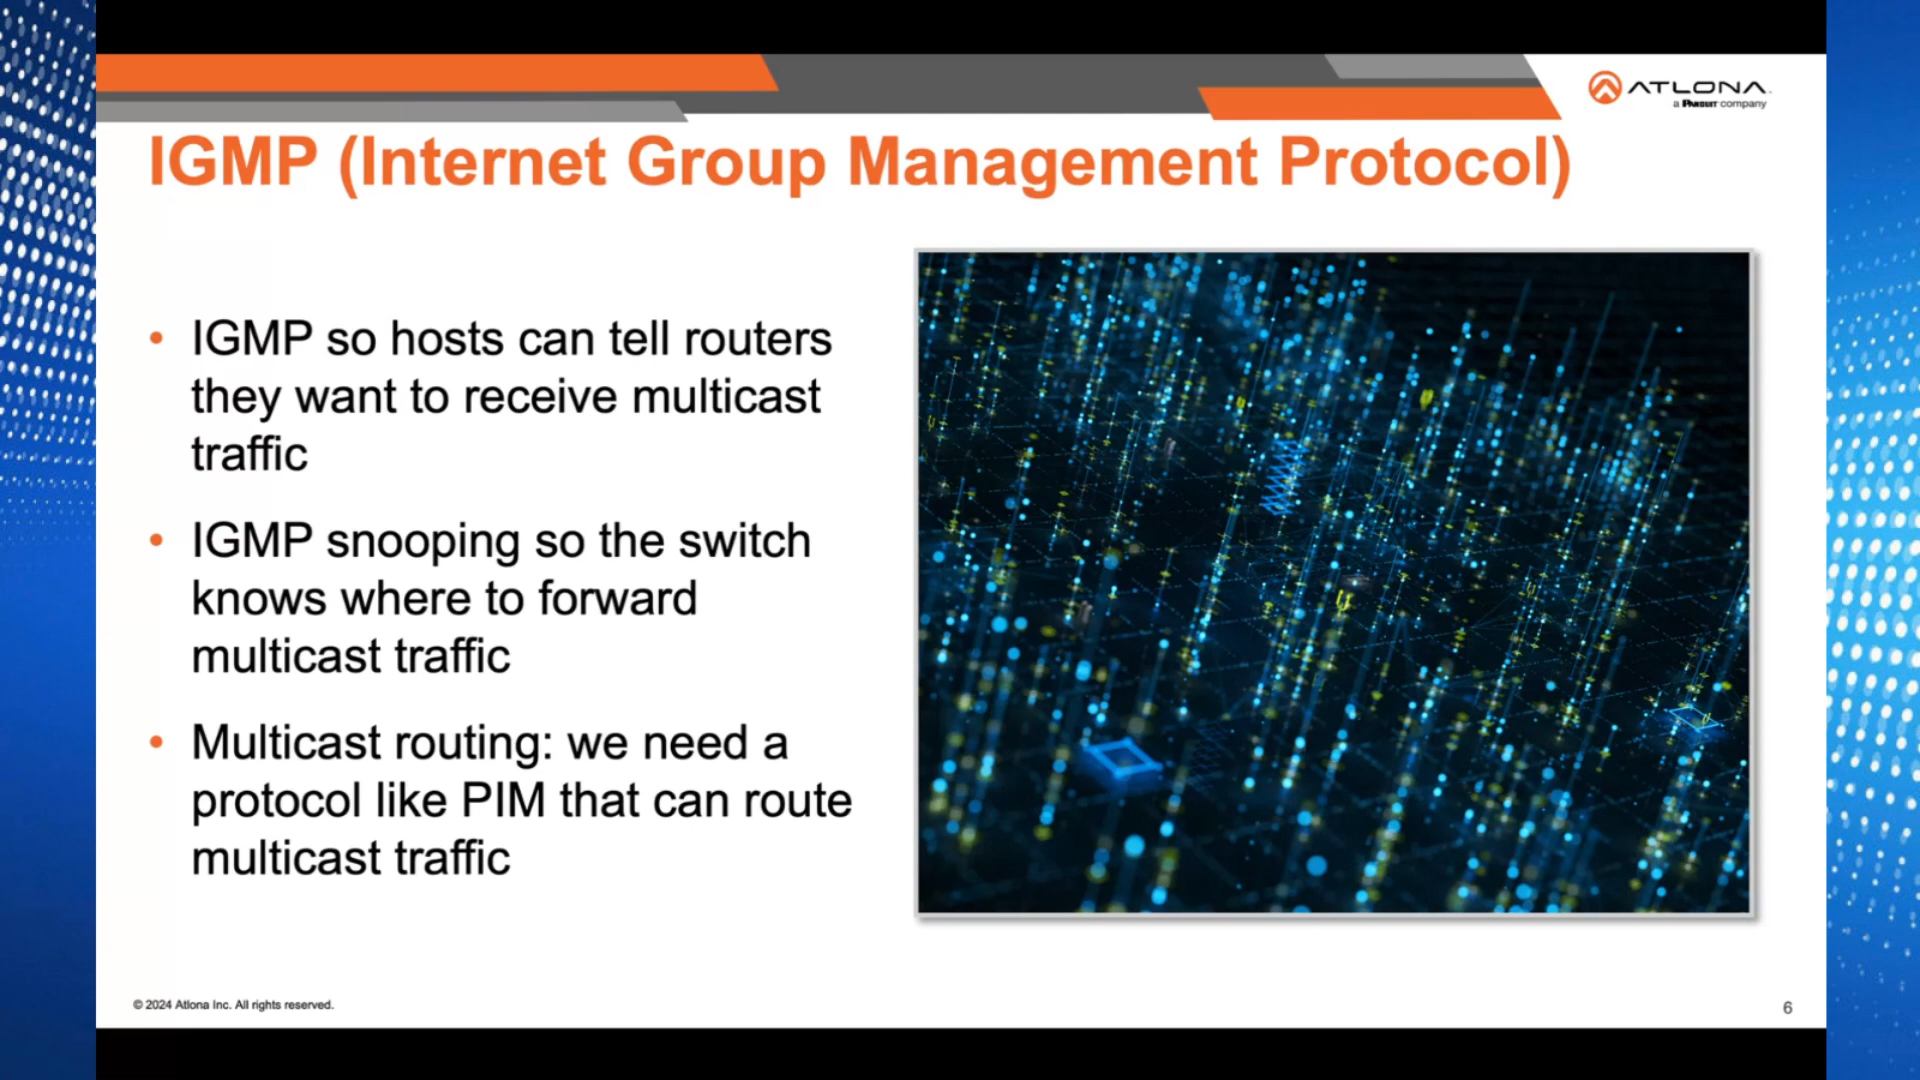 ATLONA
a PANDUIT company
IGMP (Internet Group Management Protocol)
• IGMP so hosts can tell routers
they want to receive multicast
traffic
• IGMP snooping so the switch
knows where to forward
multicast traffic
• Multicast routing: we need a
protocol like PIM that can route
multicast traffic
© 2024 Atlona Inc. All rights reserved.
6